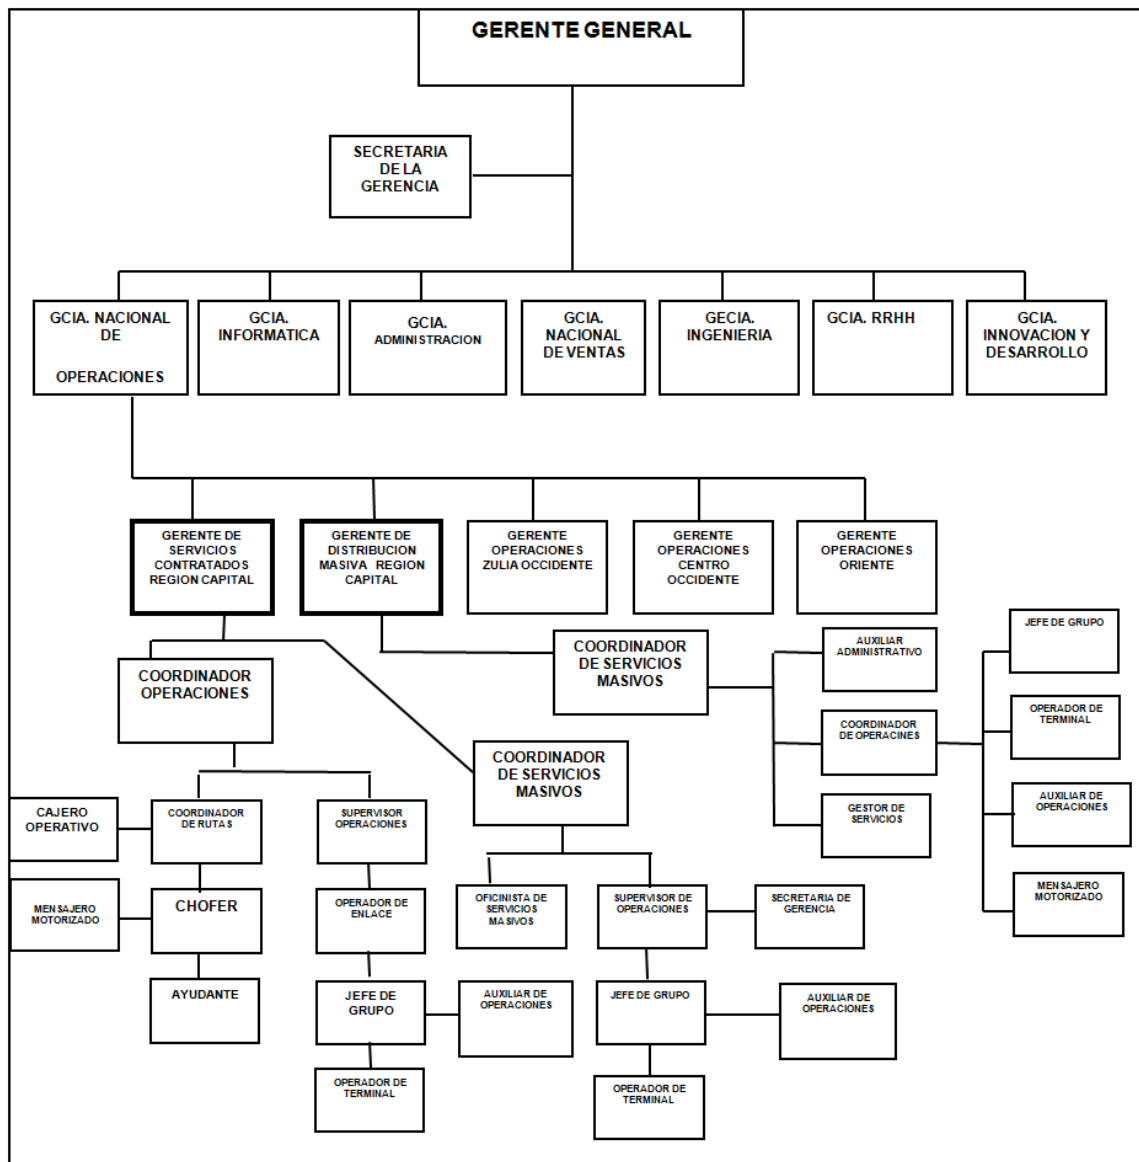 GERENTE GENERAL
SECRETARIA
DE LA
GERENCIA
GCIA. NACIONAL
DE
OPERACIONES
GCIA.
INFORMATICA
GCIA.
ADMINISTRACION
GCIA.
NACIONAL
DE VENTAS
GECIA.
INGENIERIA
GCIA. RRHH
GCIA.
INNOVACION Y
DESARROLLO
GERENTE DE
SERVICIOS
CONTRATADOS
REGION CAPITAL
GERENTE DE
DISTRIBUCION
MASIVA REGION
CAPITAL
GERENTE
OPERACIONES
ZULIA OCCIDENTE
GERENTE
OPERACIONES
CENTRO
OCCIDENTE
GERENTE
OPERACIONES
ORIENTE
COORDINADOR
OPERACIONES
COORDINADOR
DE SERVICIOS
MASIVOS
AUXILIAR
ADMINISTRATIVO
JEFE DE GRUPO
COORDINADOR
DE OPERACINES
OPERADOR DE
TERMINAL
COORDINADOR
DE SERVICIOS
MASIVOS
GESTOR DE
SERVICIOS
AUXILIAR DE
OPERACIONES
CAJERO
OPERATIVO
COORDINADOR
DE RUTAS
SUPERVISOR
OPERACIONES
MENSAJERO
MOTORIZADO
MENSAJERO
MOTORIZADO
CHOFER
OPERADOR DE
ENLACE
OFICINISTA DE
SERVICIOS
MASIVOS
SUPERVISOR DE
OPERACIONES
SECRETARIA DE
GERENCIA
AYUDANTE
JEFE DE
GRUPO
AUXILIAR DE
OPERACIONES
JEFE DE GRUPO
AUXILIAR DE
OPERACIONES
OPERADOR DE
TERMINAL
OPERADOR DE
TERMINAL